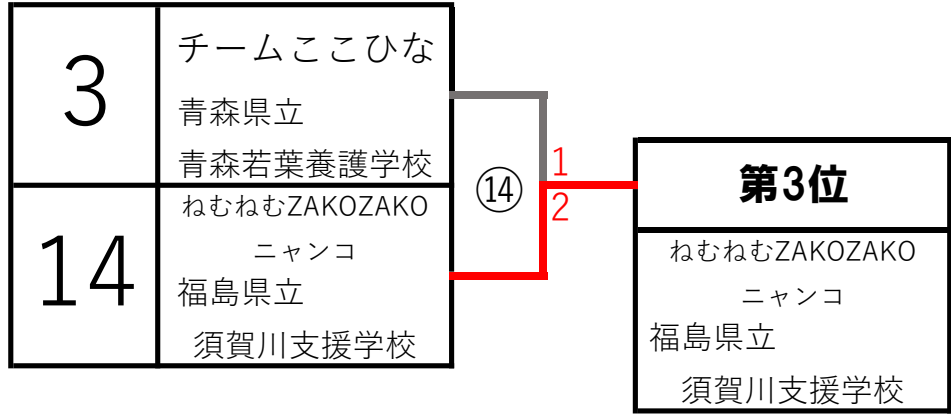 3
チームここひな
青森県立
青森若葉養護学校
14
ねむねむZAKOZAKO
ニャンコ
福島県立
須賀川支援学校
⑭
1
2
第3位
ねむねむZAKOZAKO
ニャンコ
福島県立
須賀川支援学校